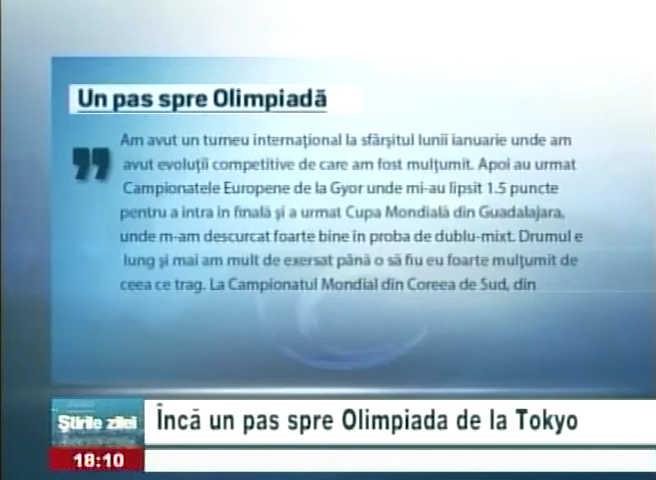 Un pas spre Olimpiadă
Am avut un turneu internaţional la sfârşitul lunii ianuarie unde am
avut evoluţii competitive de care am fost mulţumit. Apoi au urmat
Campionatele Europene de la Gyor unde mi-au lipsit 1.5 puncte
pentru a intra în finală şi a urmat Cupa Mondială din Guadalajara,
unde m-am descurcat foarte bine în proba de dublu-mixt. Drumul e
lung şi mai am mult de exersat până o să fiu eu foarte mulţumit de
ceea ce trag. La Campionatul Mondial din Coreea de Sud, din
Ştirile zilei
Încă un pas spre Olimpiada de la Tokyo
18:10